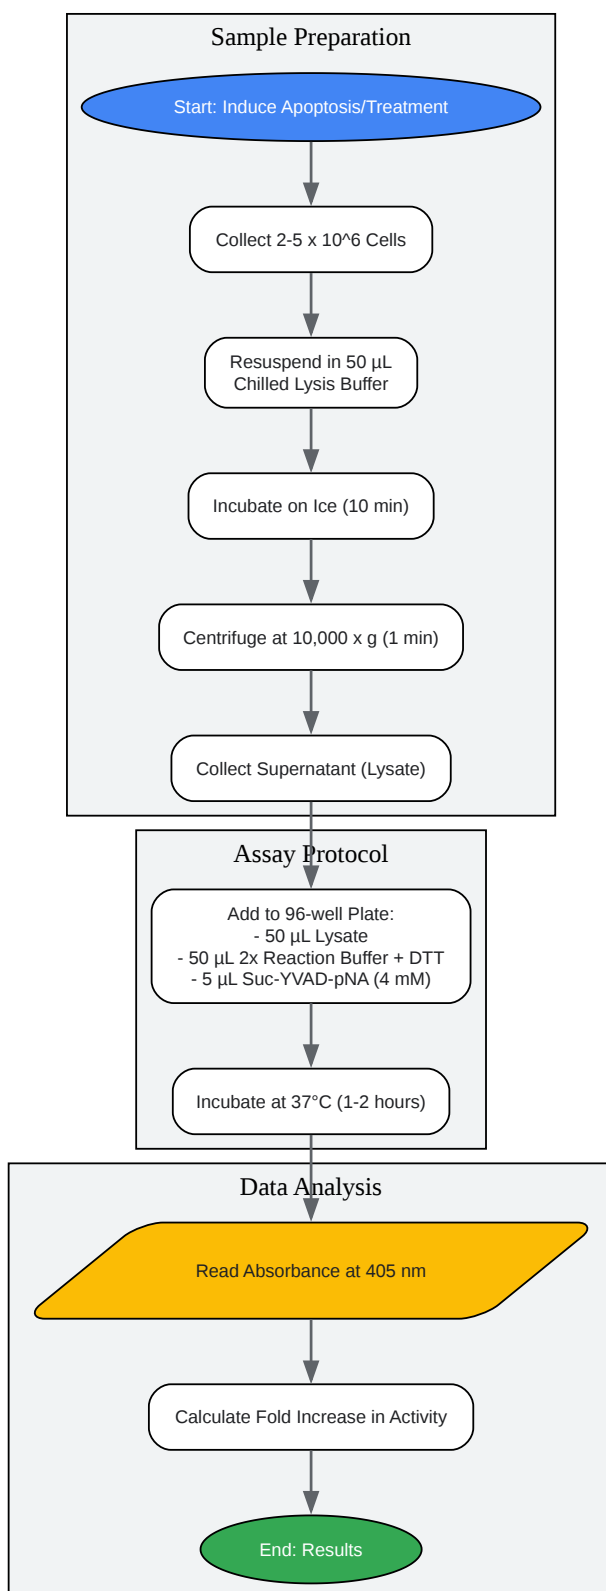 Sample Preparation
Start: Induce Apoptosis/Treatment
Collect 2-5 x 10^6 Cells
Resuspend in 50 µL
Chilled Lysis Buffer
Incubate on Ice (10 min)
Centrifuge at 10,000 x g (1 min)
Collect Supernatant (Lysate)
Assay Protocol
Add to 96-well Plate:
- 50 µL Lysate
- 50 µL 2x Reaction Buffer + DTT
- 5 µL Suc-YVAD-pNA (4 mM)
Incubate at 37°C (1-2 hours)
Data Analysis
Read Absorbance at 405 nm
Calculate Fold Increase in Activity
End: Results